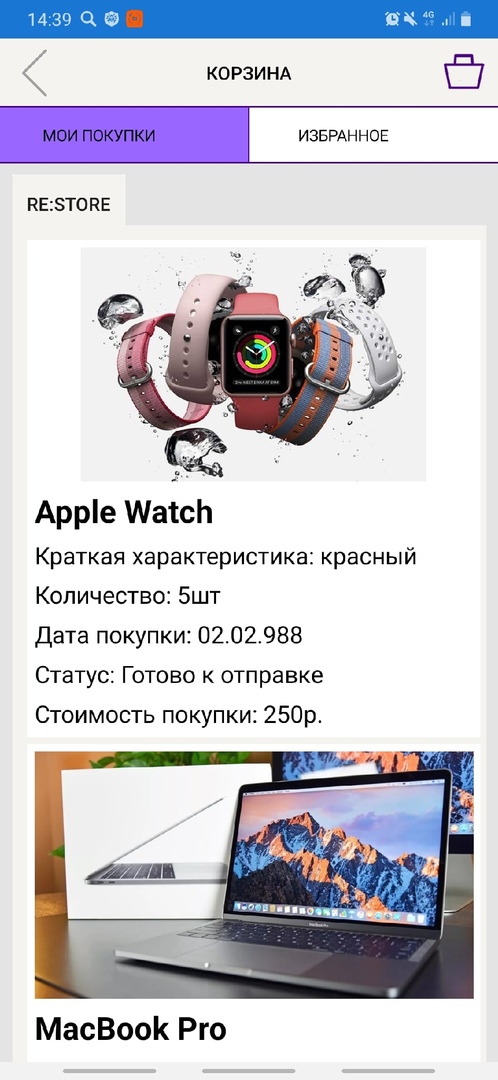 14:39
4G
КОРЗИНА
МОИ ПОКУПКИ
ИЗБРАННОЕ
RE:STORE
Apple Watch
Краткая характеристика: красный
Количество: 5шт
Дата покупки: 02.02.988
Статус: Готово к отправке
Стоимость покупки: 250р.
MacBook Pro